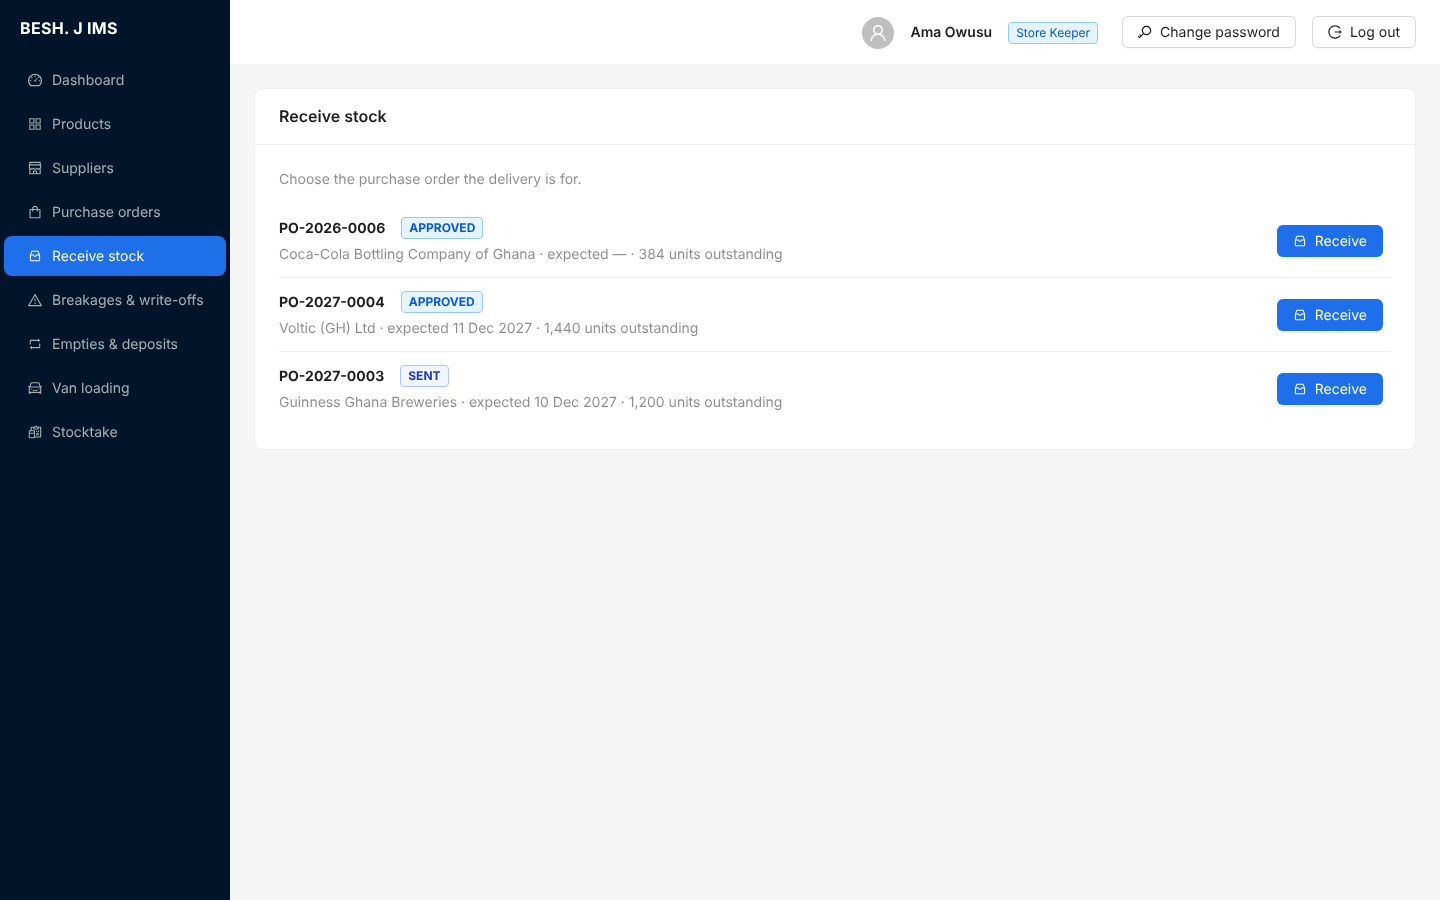 BESH. J IMS
Ama Owusu
Store Keeper
Change password
Log out
Dashboard
Products
Suppliers
Purchase orders
Receive stock
Breakages & write-offs
Empties & deposits
Van loading
Stocktake
Receive stock
Choose the purchase order the delivery is for.
PO-2026-0006 APPROVED
Coca-Cola Bottling Company of Ghana · expected — · 384 units outstanding
Receive
PO-2027-0004 APPROVED
Voltic (GH) Ltd · expected 11 Dec 2027 · 1,440 units outstanding
Receive
PO-2027-0003 SENT
Guinness Ghana Breweries · expected 10 Dec 2027 · 1,200 units outstanding
Receive